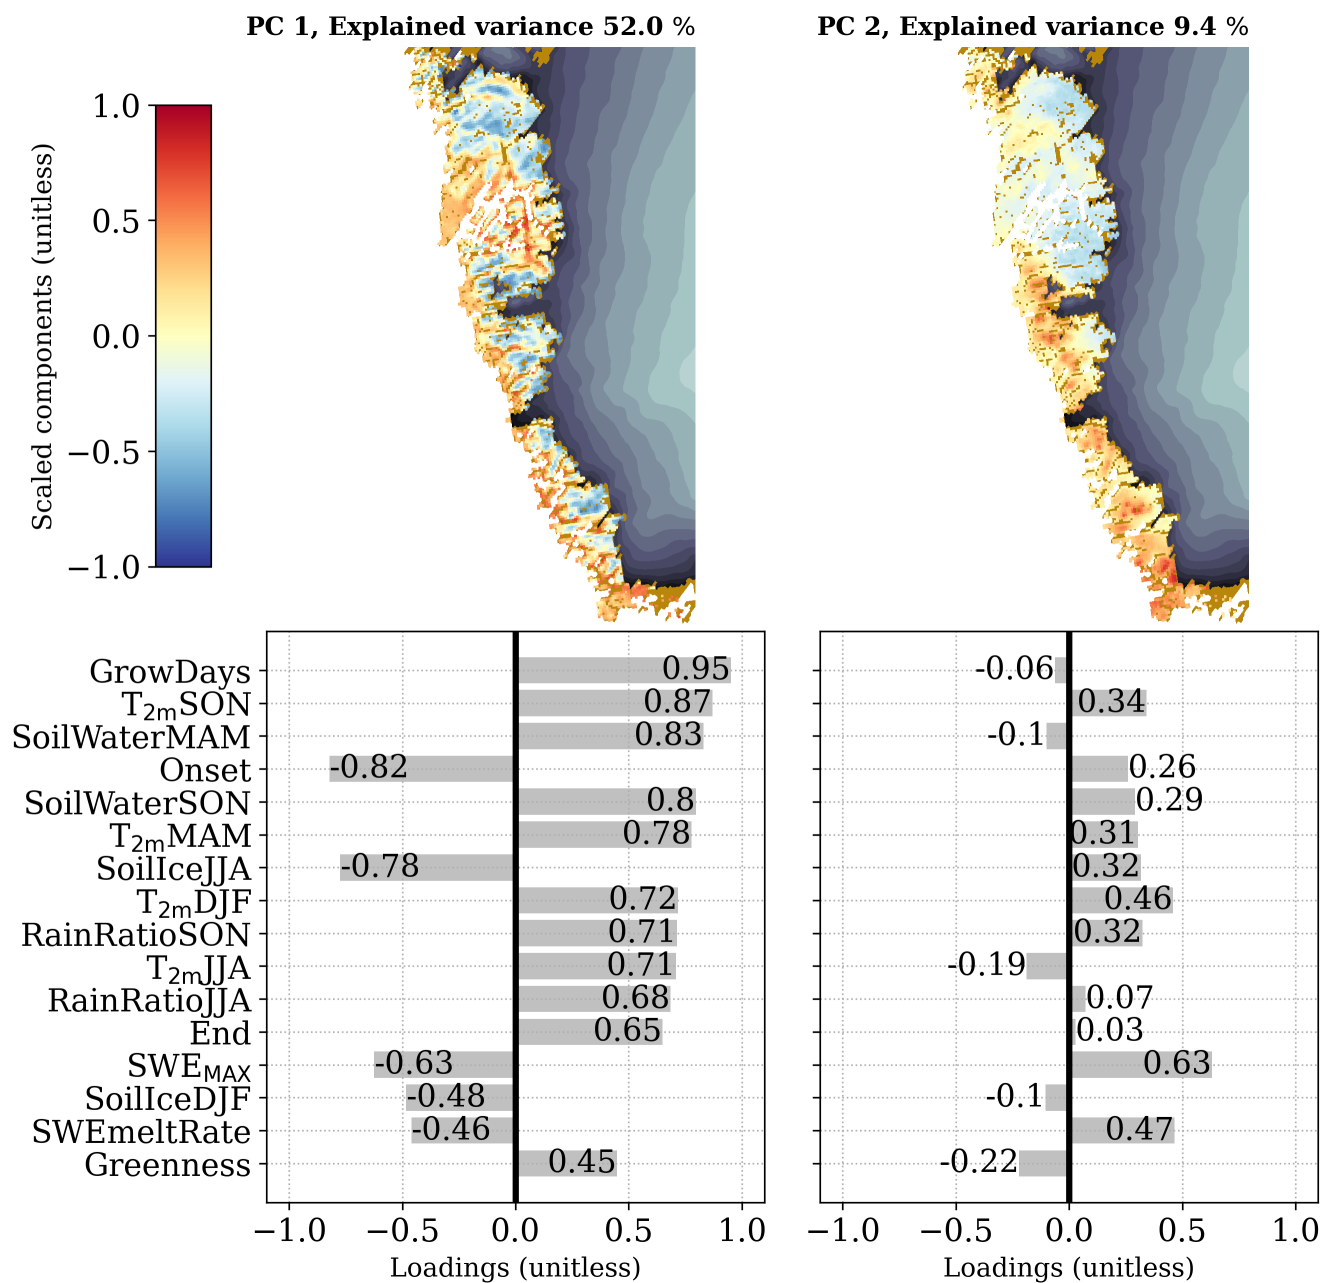 PC 1, Explained variance 52.0 %
PC 2, Explained variance 9.4 %
Scaled components (unitless)
1.0
0.5
0.0
−0.5
−1.0
GrowDays 0.95 -0.06
T2mSON 0.87 0.34
SoilWaterMAM 0.83 -0.1
Onset -0.82 0.26
SoilWaterSON 0.8 0.29
T2mMAM 0.78 0.31
SoilIceJJA -0.78 0.32
T2mDJF 0.72 0.46
RainRatioSON 0.71 0.32
T2mJJA 0.71 -0.19
RainRatioJJA 0.68 0.07
End 0.65 0.03
SWEMAX -0.63 0.63
SoilIceDJF -0.48 -0.1
SWEmeltRate -0.46 0.47
Greenness 0.45 -0.22
−1.0 −0.5 0.0 0.5 1.0
−1.0 −0.5 0.0 0.5 1.0
Loadings (unitless)
Loadings (unitless)